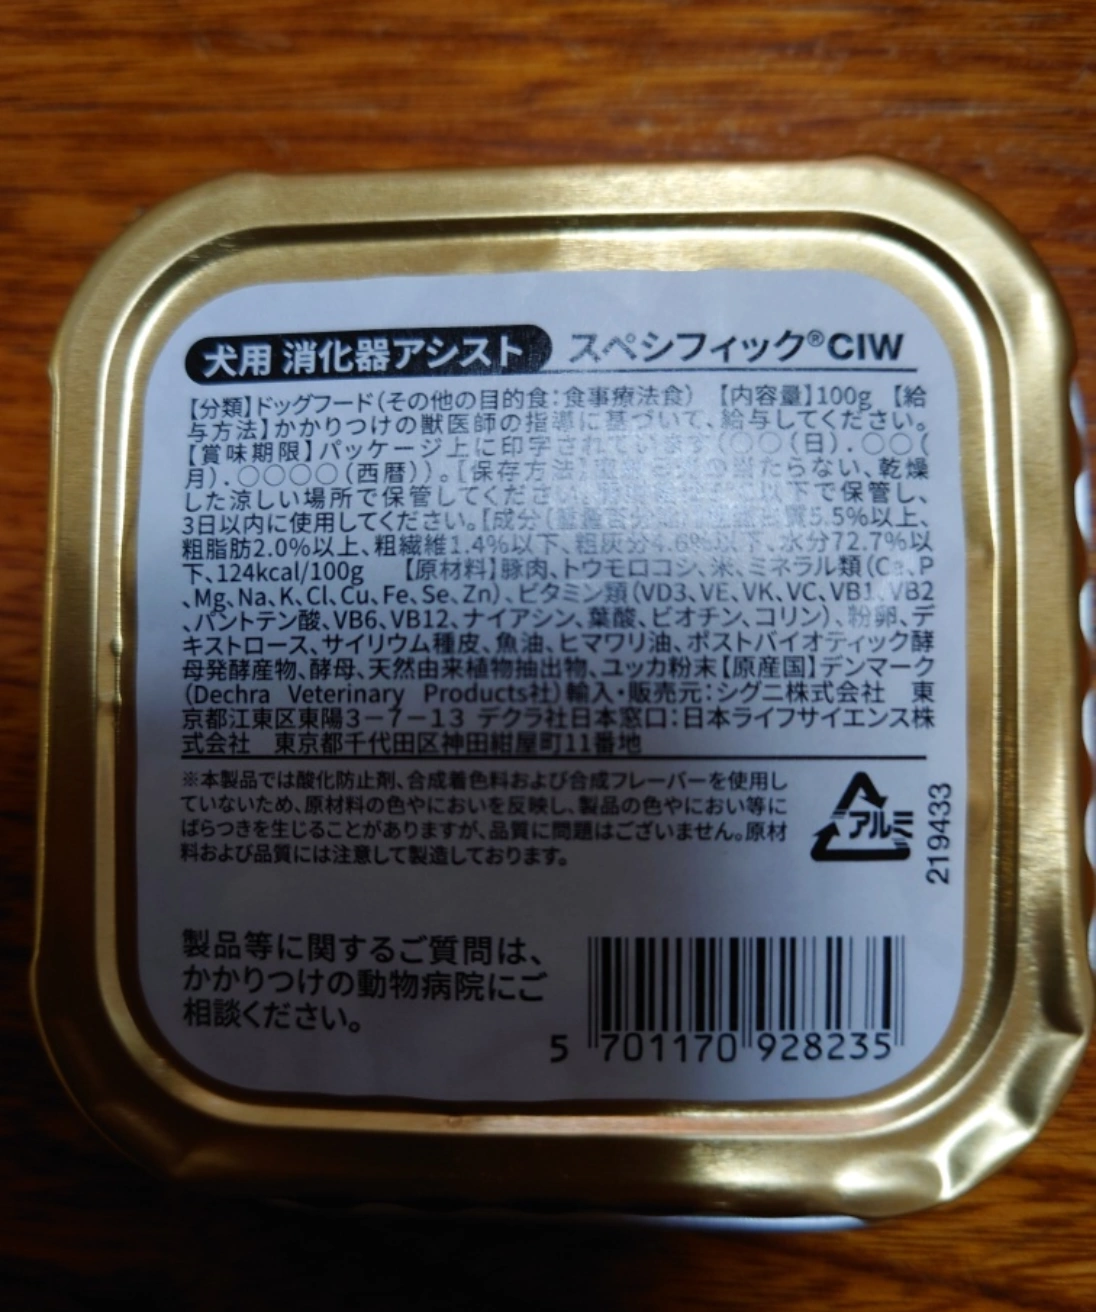 犬用 消化器アシスト スペシフィック®CIW
【分類】ドッグフード(その他の目的食:食事療法食) 【内容量】100g 【給
与方法】かかりつけの獣医師の指導に基づいて、給与してください。
【賞味期限】パッケージ上に印字されています(○○(日).○○(
月).○○○○(西暦))。【保存方法】 の当たらない、乾燥
した涼しい場所で保管してください。 以下で保管し、
3日以内に使用してください。【成分 質5.5%以上、
粗脂肪2.0%以上、粗繊維1.4%以下、粗灰分4.6%以下、水分72.7%以
下、124kcal/100g 【原材料】豚肉、トウモロコシ、米、ミネラル類(Ca、P
、Mg、Na、K、Cl、Cu、Fe、Se、Zn)、ビタミン類(VD3、VE、VK、VC、VB1、VB2
、パントテン酸、VB6、VB12、ナイアシン、葉酸、ビオチン、コリン)、粉卵、デ
キストロース、サイリウム種皮、魚油、ヒマワリ油、ポストバイオティック酵
母発酵産物、酵母、天然由来植物抽出物、ユッカ粉末【原産国】デンマーク
(Dechra Veterinary Products社)輸入・販売元:シグニ株式会社 東
京都江東区東陽3-7-13 デクラ社日本窓口:日本ライフサイエンス株
式会社 東京都千代田区神田紺屋町11番地
※本製品では酸化防止剤、合成着色料および合成フレーバーを使用し
ていないため、原材料の色やにおいを反映し、製品の色やにおい等に
ばらつきを生じることがありますが、品質に問題はございません。原材
料および品質には注意して製造しております。
アルミ
219433
製品等に関するご質問は、
かかりつけの動物病院にご
相談ください。
5 701170 928235